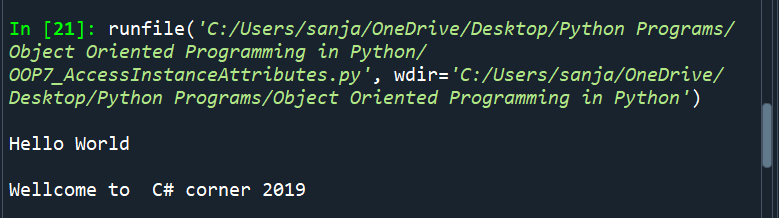 In [21]: runfile('C:/Users/sanja/OneDrive/Desktop/Python Programs/
Object Oriented Programming in Python/
OOP7_AccessInstanceAttributes.py', wdir='C:/Users/sanja/OneDrive/
Desktop/Python Programs/Object Oriented Programming in Python')
Hello World
Wellcome to  C# corner 2019